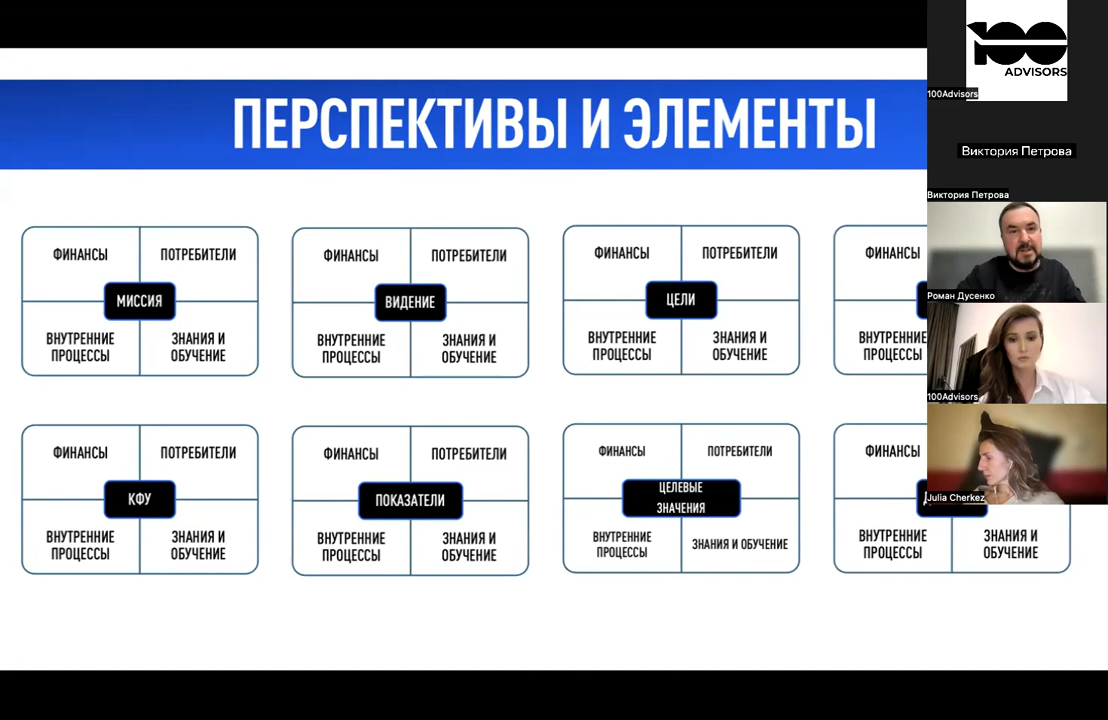 ПЕРСПЕКТИВЫ И ЭЛЕМЕНТЫ
ФИНАНСЫ
ПОТРЕБИТЕЛИ
МИССИЯ
ВНУТРЕННИЕ
ПРОЦЕССЫ
ЗНАНИЯ И
ОБУЧЕНИЕ
ФИНАНСЫ
ПОТРЕБИТЕЛИ
ВИДЕНИЕ
ВНУТРЕННИЕ
ПРОЦЕССЫ
ЗНАНИЯ И
ОБУЧЕНИЕ
ФИНАНСЫ
ПОТРЕБИТЕЛИ
ЦЕЛИ
ВНУТРЕННИЕ
ПРОЦЕССЫ
ЗНАНИЯ И
ОБУЧЕНИЕ
ФИНАНСЫ
ВНУТРЕННИЕ
ПРОЦЕССЫ
ФИНАНСЫ
ПОТРЕБИТЕЛИ
КФУ
ВНУТРЕННИЕ
ПРОЦЕССЫ
ЗНАНИЯ И
ОБУЧЕНИЕ
ФИНАНСЫ
ПОТРЕБИТЕЛИ
ПОКАЗАТЕЛИ
ВНУТРЕННИЕ
ПРОЦЕССЫ
ЗНАНИЯ И
ОБУЧЕНИЕ
ФИНАНСЫ
ПОТРЕБИТЕЛИ
ЦЕЛЕВЫЕ
ЗНАЧЕНИЯ
ВНУТРЕННИЕ
ПРОЦЕССЫ
ЗНАНИЯ И ОБУЧЕНИЕ
ФИНАНСЫ
ВНУТРЕННИЕ
ПРОЦЕССЫ
ЗНАНИЯ И
ОБУЧЕНИЕ
100
ADVISORS
100Advisors
Виктория Петрова
Виктория Петрова
Роман Дусенко
100Advisors
Julia Cherkez